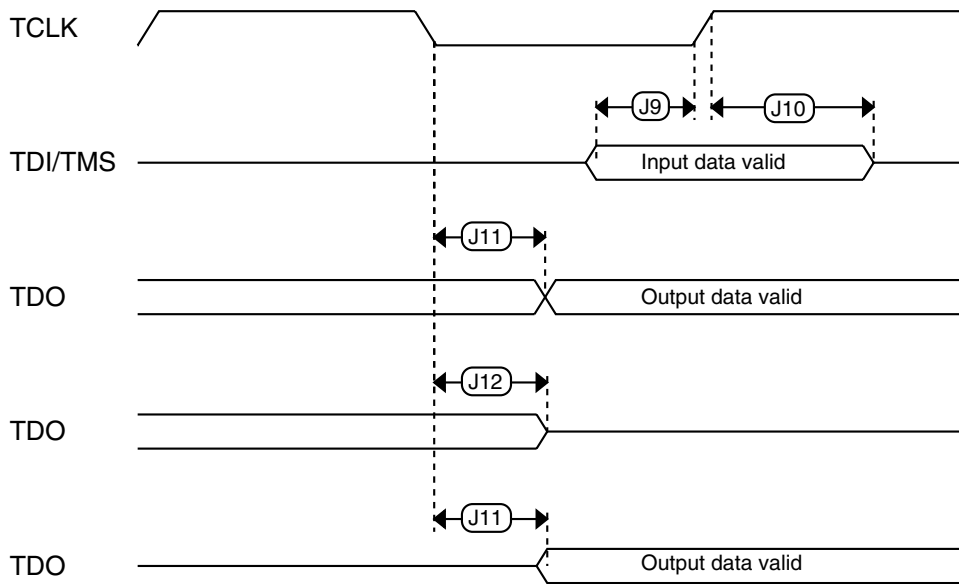 TCLK
J9
J10
TDI/TMS
Input data valid
J11
TDO
Output data valid
J12
TDO
J11
TDO
Output data valid